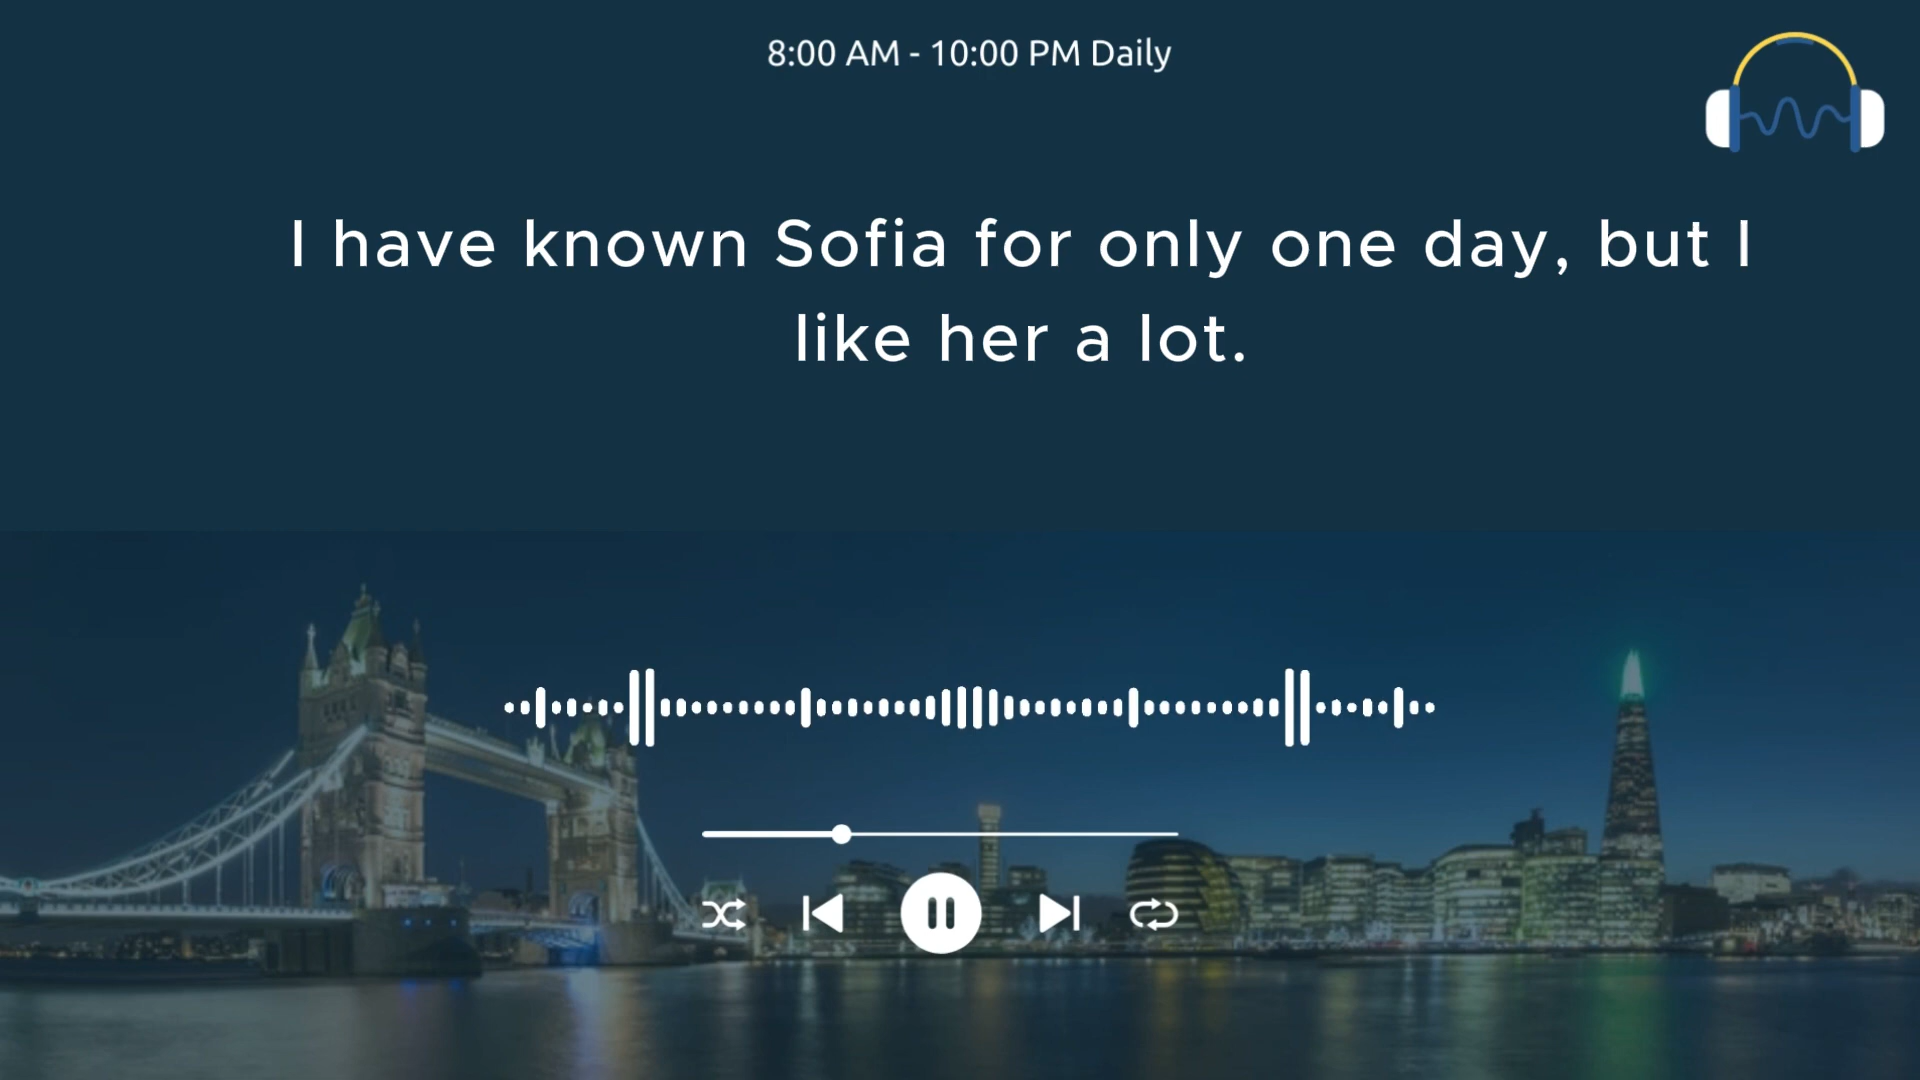 8:00 AM - 10:00 PM Daily
I have known Sofia for only one day, but I
like her a lot.